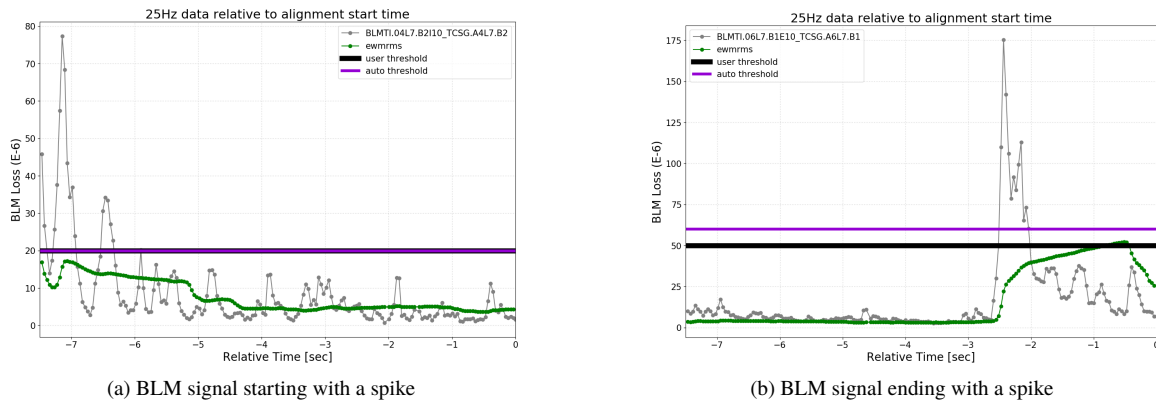 25Hz data relative to alignment start time
BLMTI.04L7.B2I10_TCSG.A4L7.B2
ewmrms
user threshold
auto threshold
BLM Loss (E-6)
80
70
60
50
40
30
20
10
0
−7 −6 −5 −4 −3 −2 −1 0
Relative Time [sec]
(a) BLM signal starting with a spike
25Hz data relative to alignment start time
BLMTI.06L7.B1E10_TCSG.A6L7.B1
ewmrms
user threshold
auto threshold
BLM Loss (E-6)
175
150
125
100
75
50
25
0
−7 −6 −5 −4 −3 −2 −1 0
Relative Time [sec]
(b) BLM signal ending with a spike